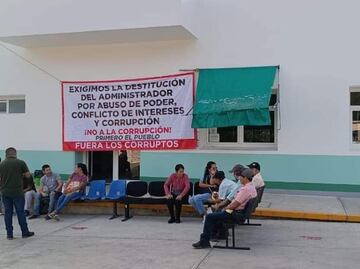 EXIGIMOS LA DESTITUCIÓN
DEL ADMINISTRADOR
POR ABUSO DE PODER,
CONFLICTO DE INTERESES
Y CORRUPCIÓN
¡NO A LA CORRUPCIÓN!
PRIMERO EL PUEBLO
FUERA LOS CORRUPTOS